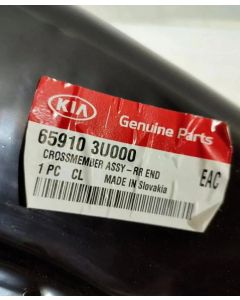 KIA Genuine Parts
65910 3U000
CROSSMEMBER ASSY-RR END
1 PC CL MADE IN Slovakia EAC